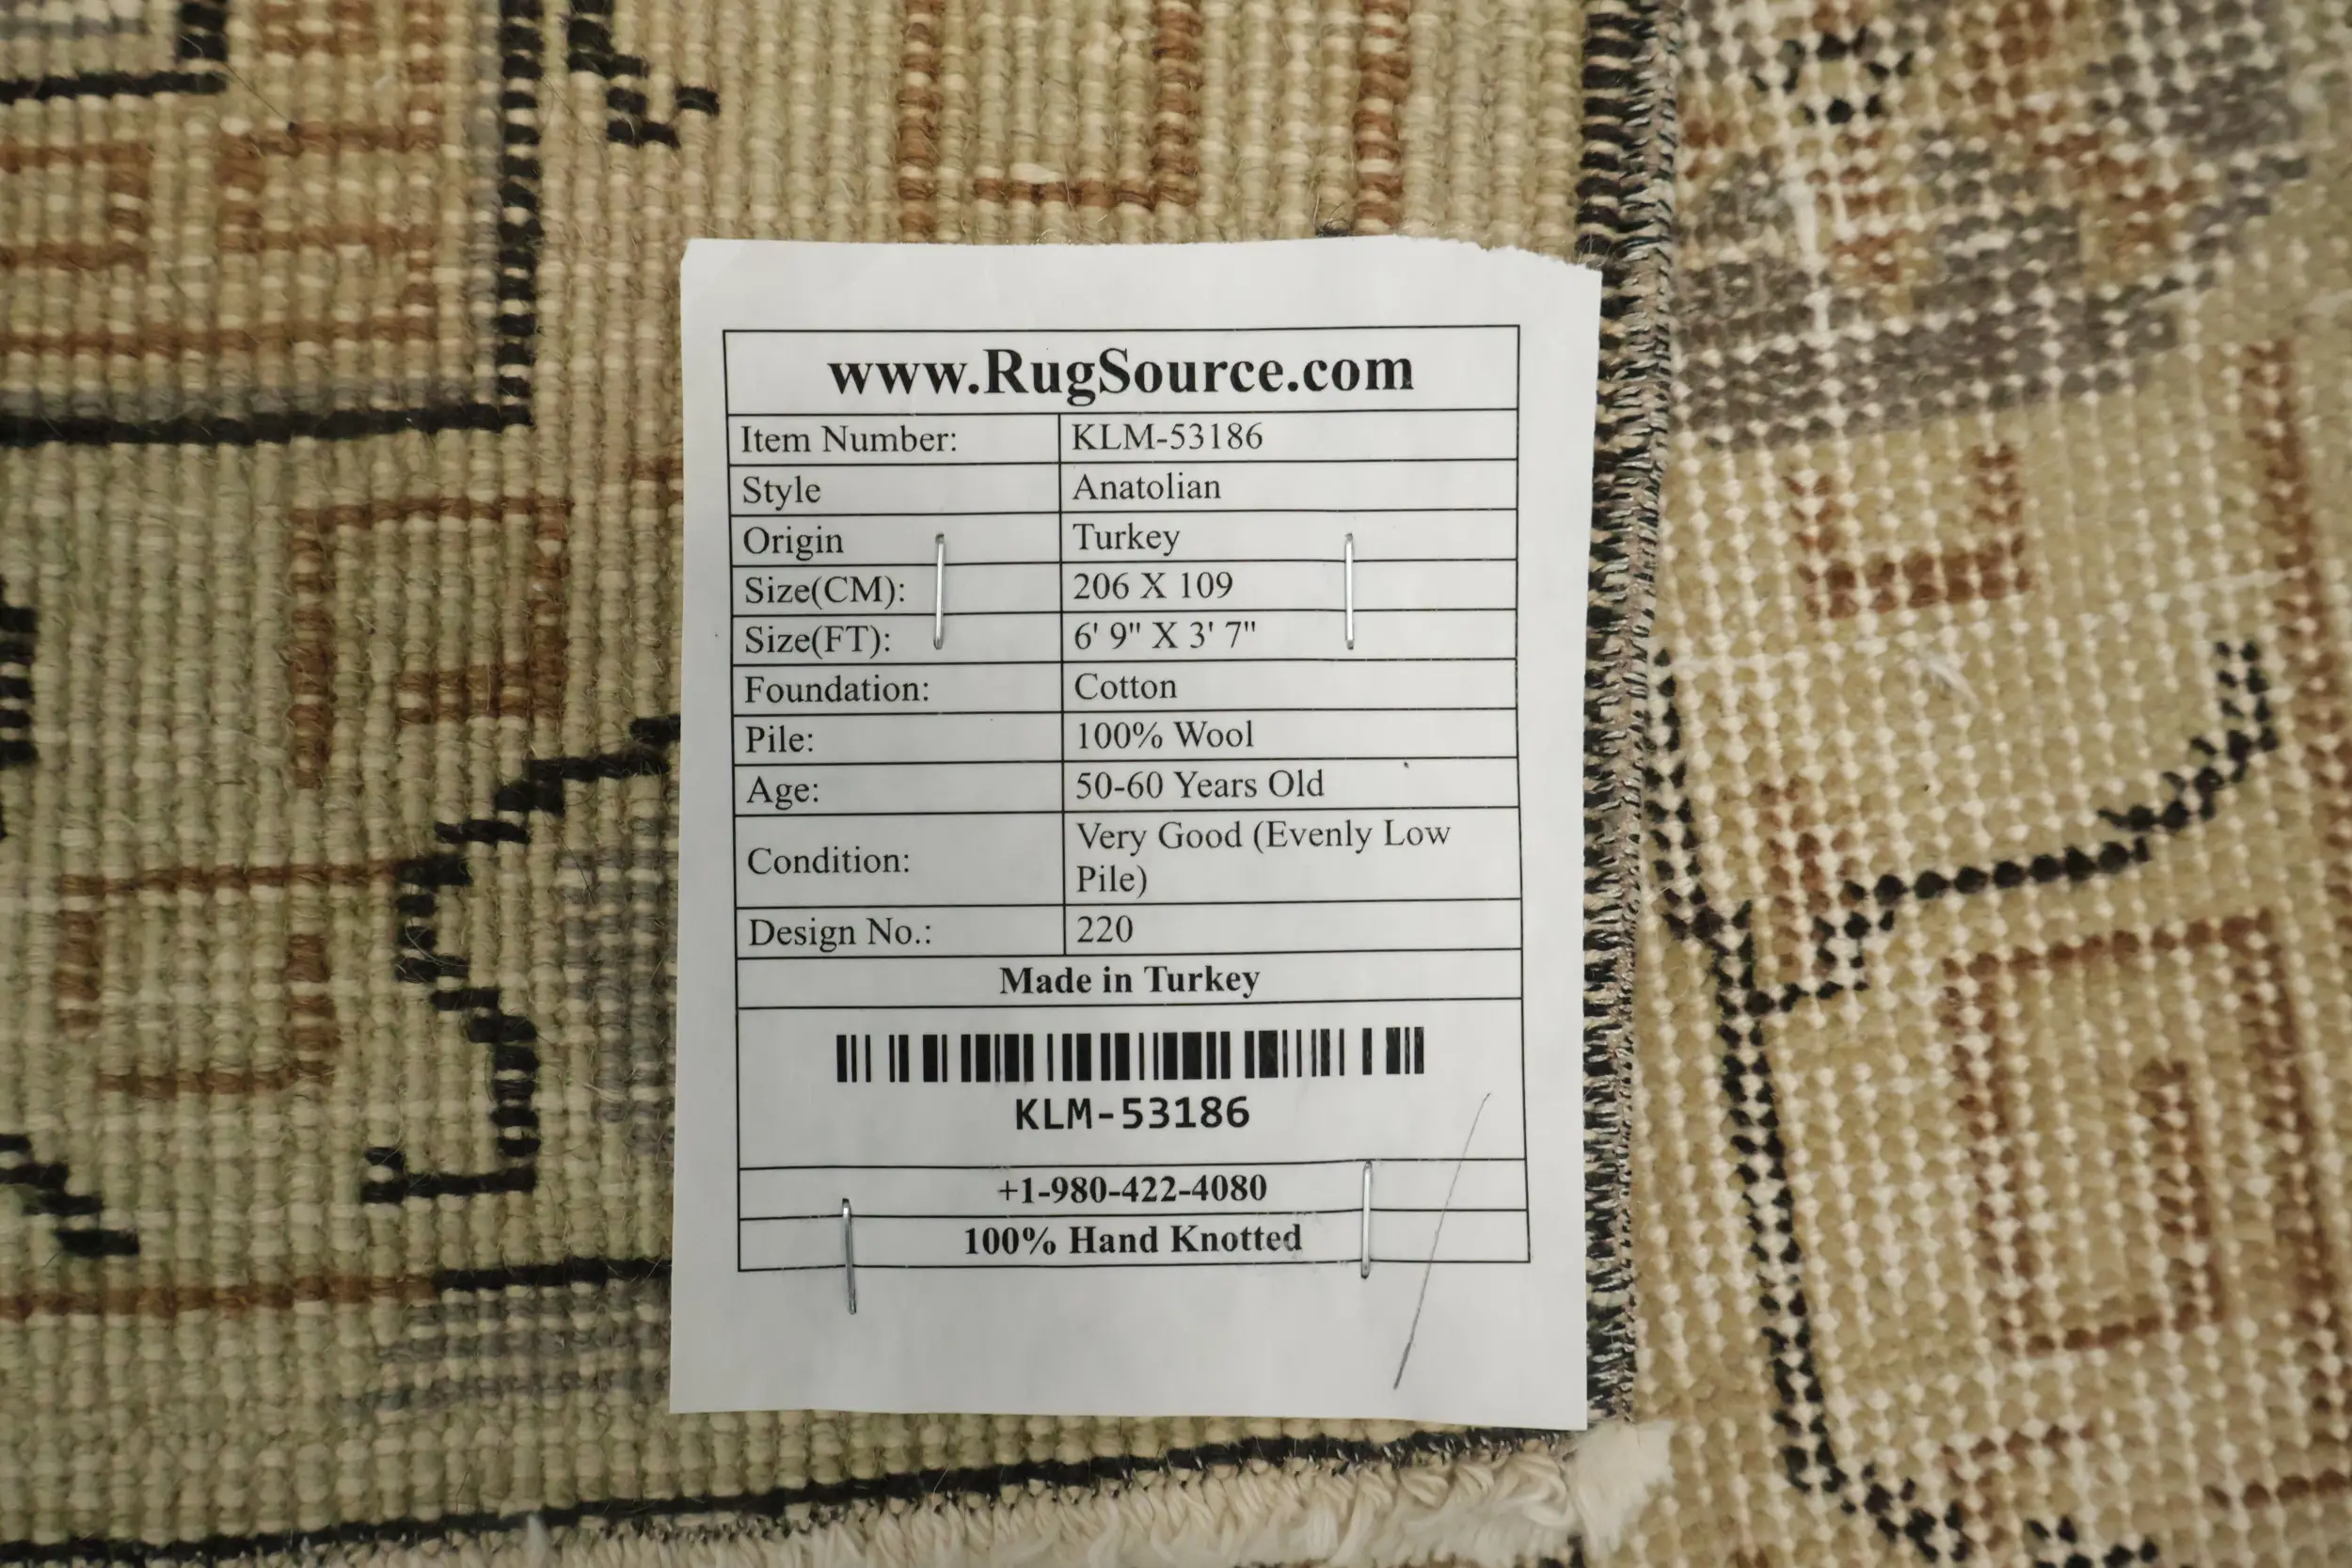 www.RugSource.com
Item Number: KLM-53186
Style Anatolian
Origin Turkey
Size(CM): 206 X 109
Size(FT): 6' 9" X 3' 7"
Foundation: Cotton
Pile: 100% Wool
Age: 50-60 Years Old
Condition: Very Good (Evenly Low
Pile)
Design No.: 220
Made in Turkey
KLM-53186
+1-980-422-4080
100% Hand Knotted